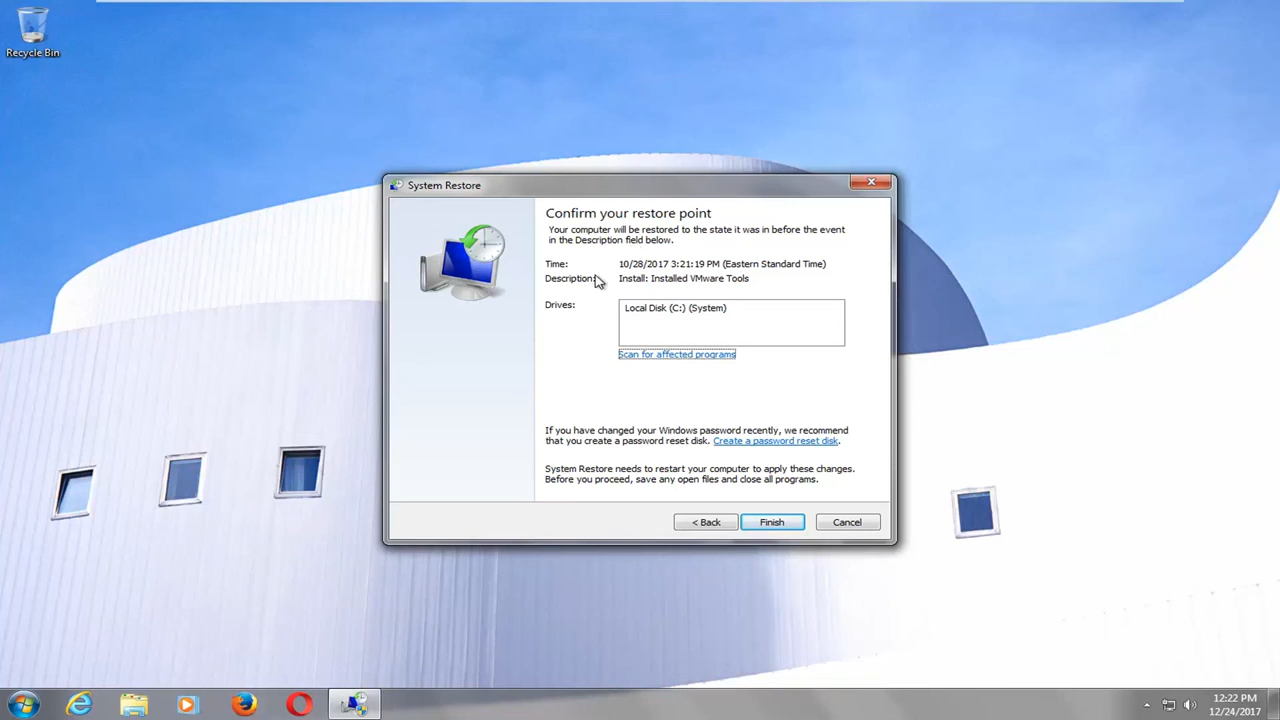 Recycle Bin
System Restore
Confirm your restore point
Your computer will be restored to the state it was in before the event
in the Description field below.
Time: 10/28/2017 3:21:19 PM (Eastern Standard Time)
Description: Install: Installed VMware Tools
Drives: Local Disk (C:) (System)
Scan for affected programs
If you have changed your Windows password recently, we recommend
that you create a password reset disk. Create a password reset disk.
System Restore needs to restart your computer to apply these changes.
Before you proceed, save any open files and close all programs.
< Back Finish Cancel
12:22 PM
12/24/2017